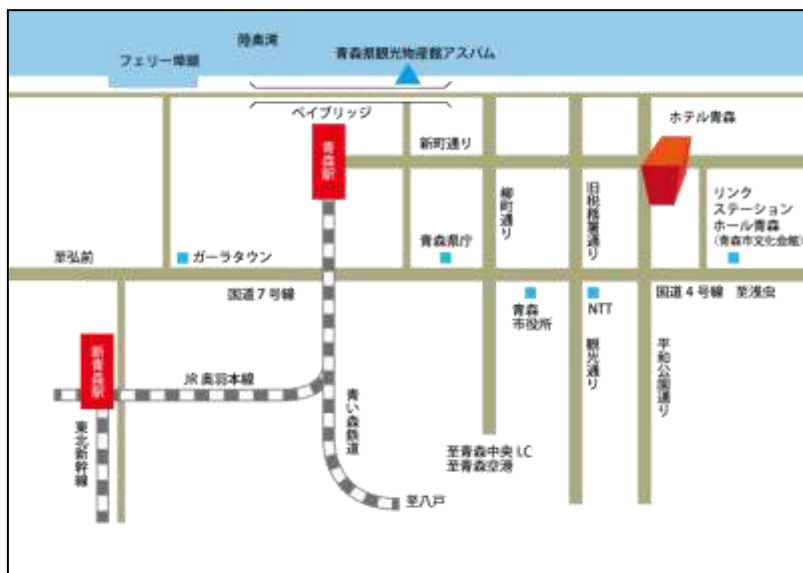 陸奥湾
フェリー埠頭
青森県観光物産館アスパム
ベイブリッジ
ホテル青森
青森駅
新町通り
柳町通り
旧税務署通り
リンク
ステーション
ホール青森
(青森市文化会館)
青森県庁
至弘前
ガーラタウン
国道7号線
国道4号線 至浅虫
青森
市役所
NTT
観光通り
平和公園通り
新青森駅
JR奥羽本線
青い森鉄道
東北新幹線
至青森中央LC
至青森空港
至八戸